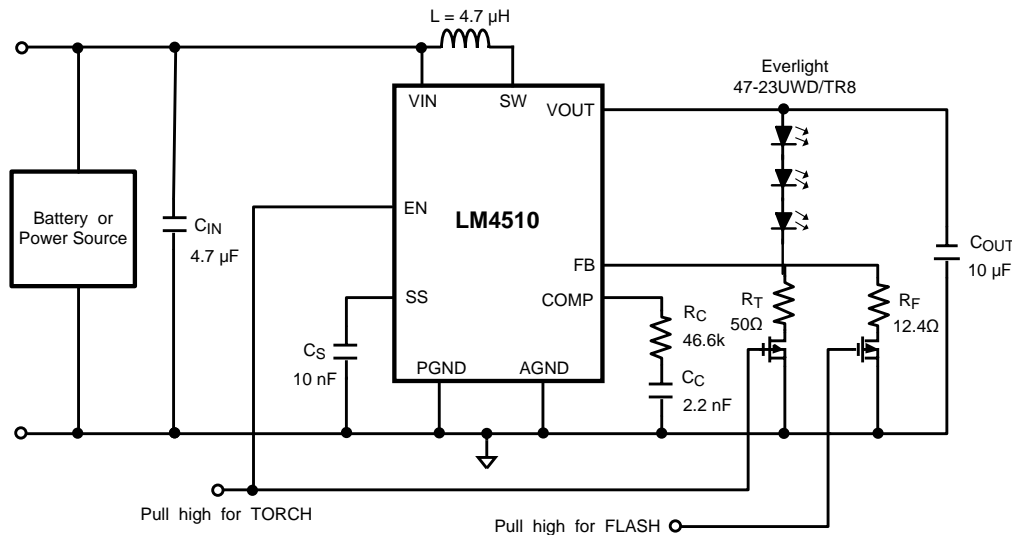 L = 4.7 µH
Everlight
47-23UWD/TR8
VIN
SW
VOUT
Battery or
Power Source
CIN
4.7 µF
EN
LM4510
FB
COUT
10 µF
SS
COMP
RC
46.6k
RT
50Ω
RF
12.4Ω
CS
10 nF
PGND
AGND
CC
2.2 nF
Pull high for TORCH
Pull high for FLASH